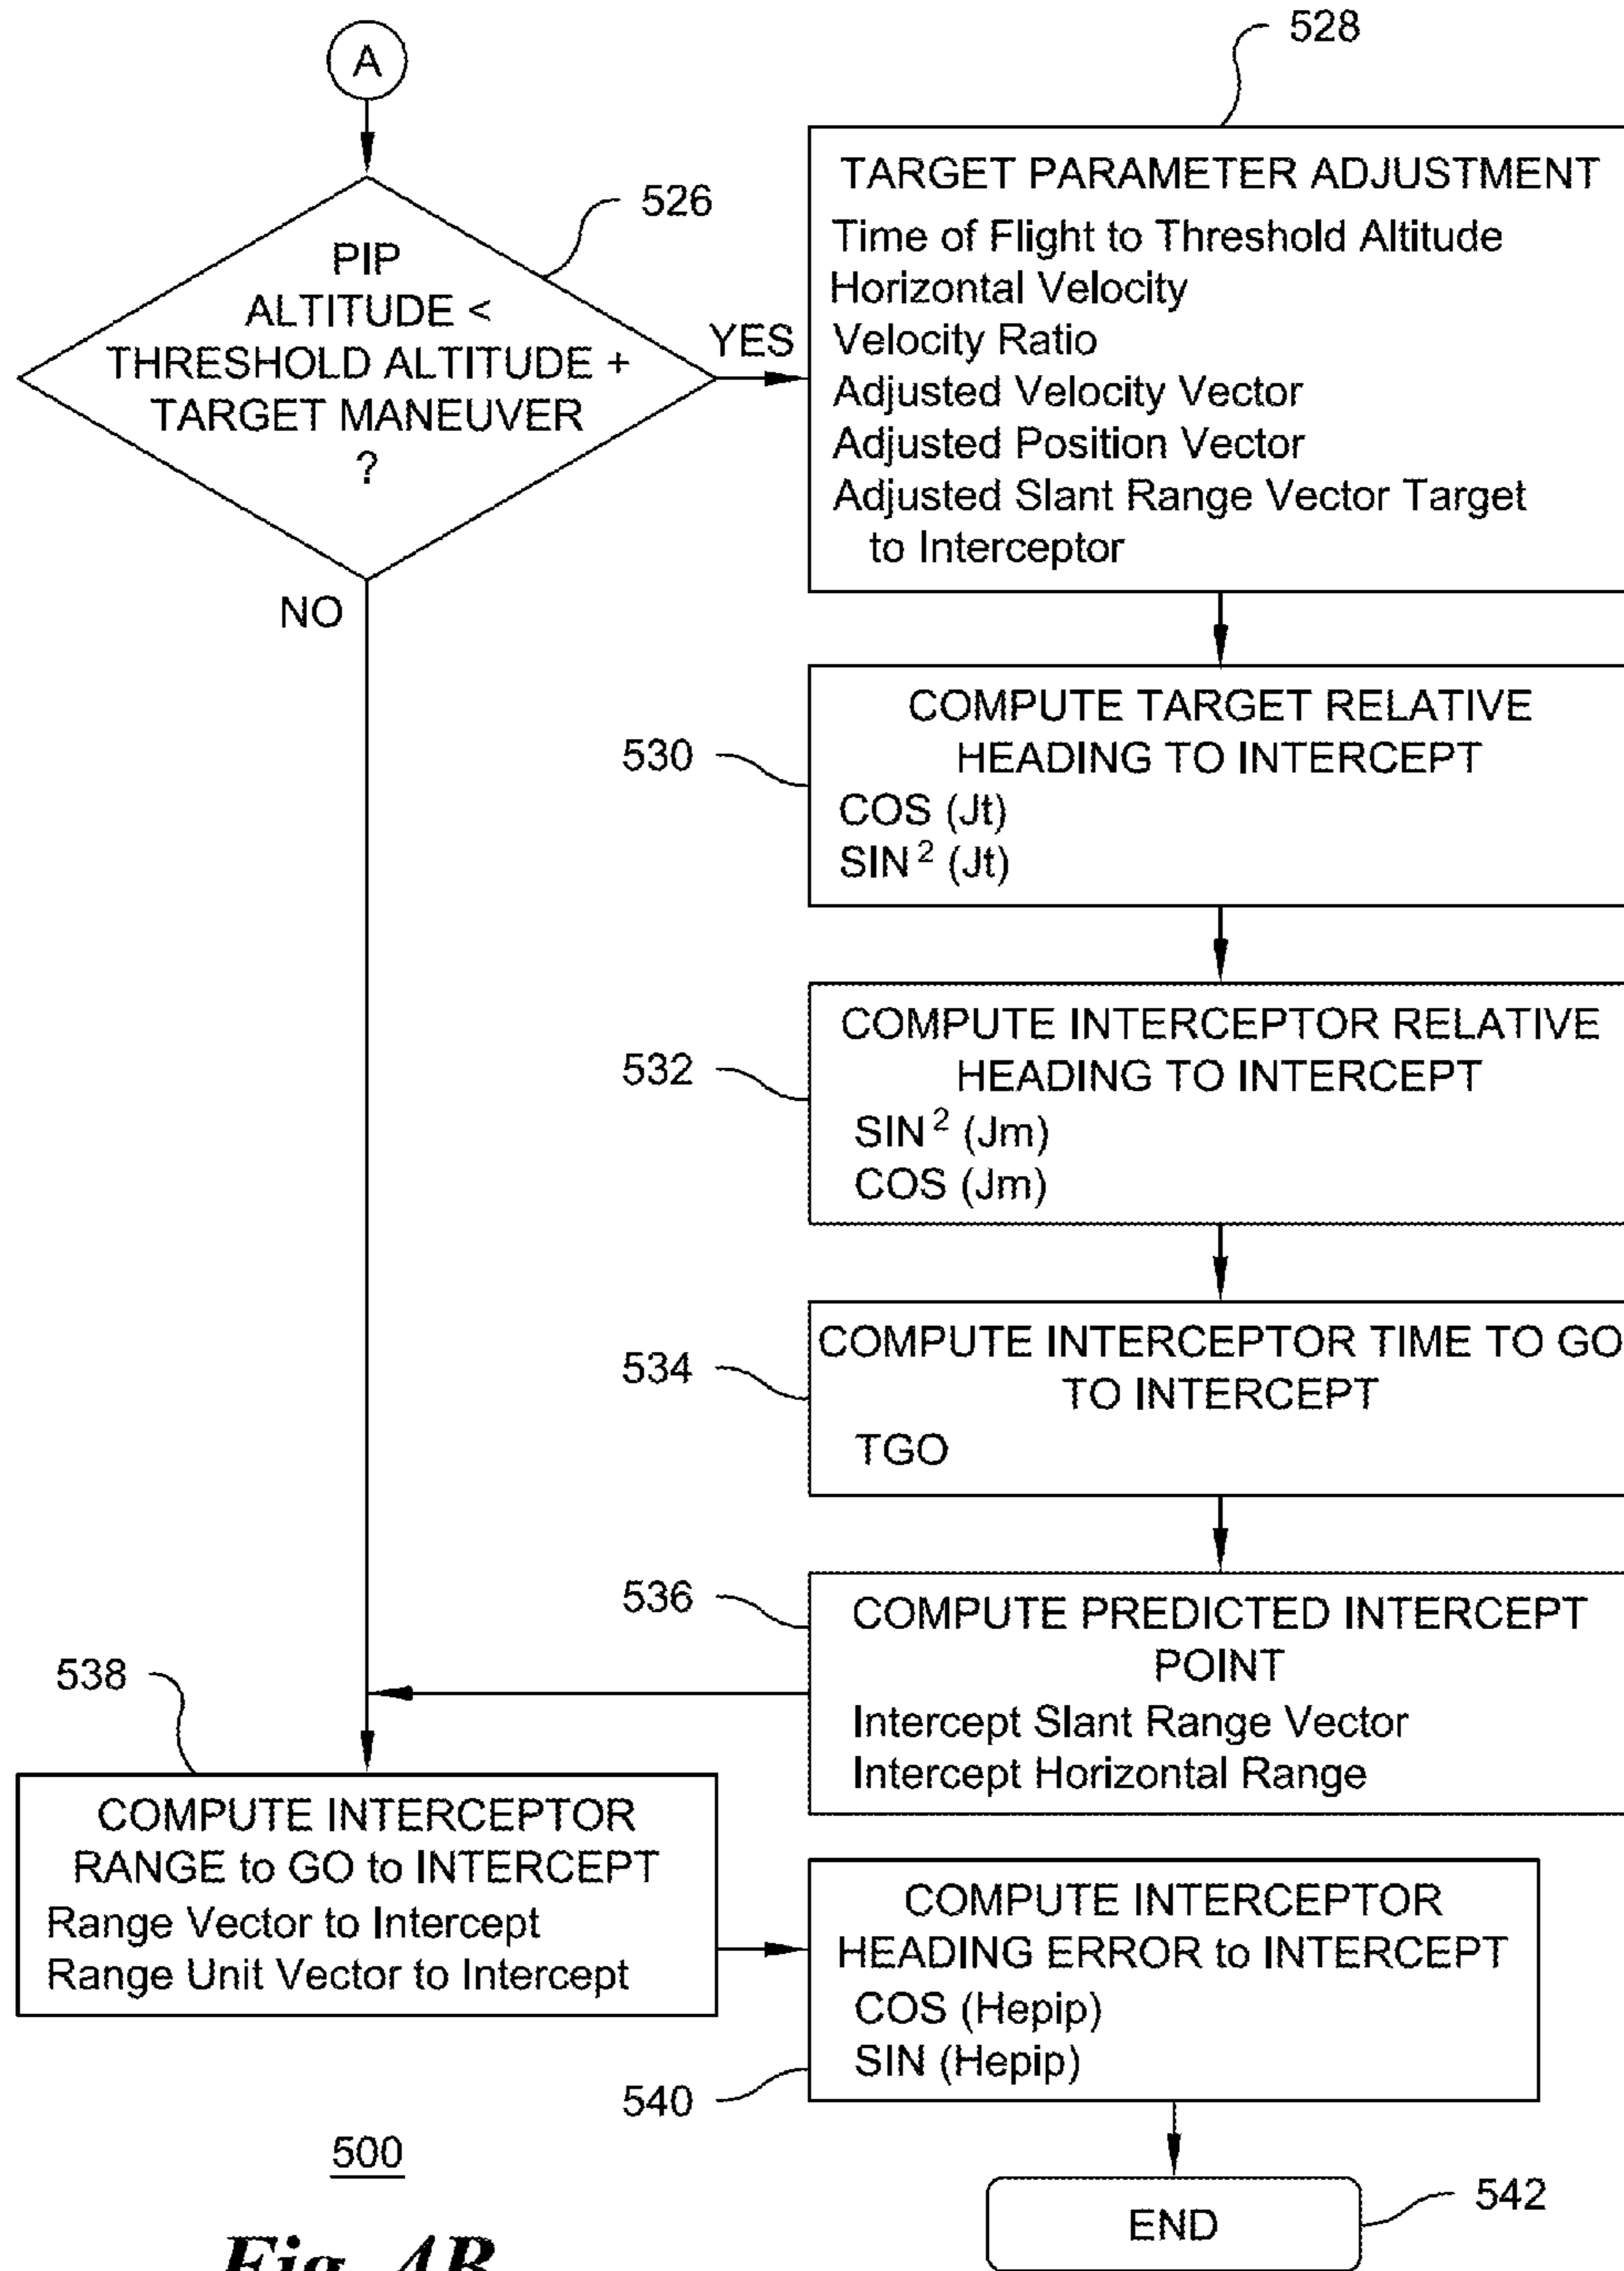 A
526
PIP
ALTITUDE <
THRESHOLD ALTITUDE +
TARGET MANEUVER
?
YES
NO
528
TARGET PARAMETER ADJUSTMENT
Time of Flight to Threshold Altitude
Horizontal Velocity
Velocity Ratio
Adjusted Velocity Vector
Adjusted Position Vector
Adjusted Slant Range Vector Target
to Interceptor
530
COMPUTE TARGET RELATIVE
HEADING TO INTERCEPT
COS (Jt)
SIN² (Jt)
532
COMPUTE INTERCEPTOR RELATIVE
HEADING TO INTERCEPT
SIN² (Jm)
COS (Jm)
534
COMPUTE INTERCEPTOR TIME TO GO
TO INTERCEPT
TGO
536
COMPUTE PREDICTED INTERCEPT
POINT
Intercept Slant Range Vector
Intercept Horizontal Range
538
COMPUTE INTERCEPTOR
RANGE to GO to INTERCEPT
Range Vector to Intercept
Range Unit Vector to Intercept
540
COMPUTE INTERCEPTOR
HEADING ERROR to INTERCEPT
COS (Hepip)
SIN (Hepip)
END
542
500
Fig. 4B